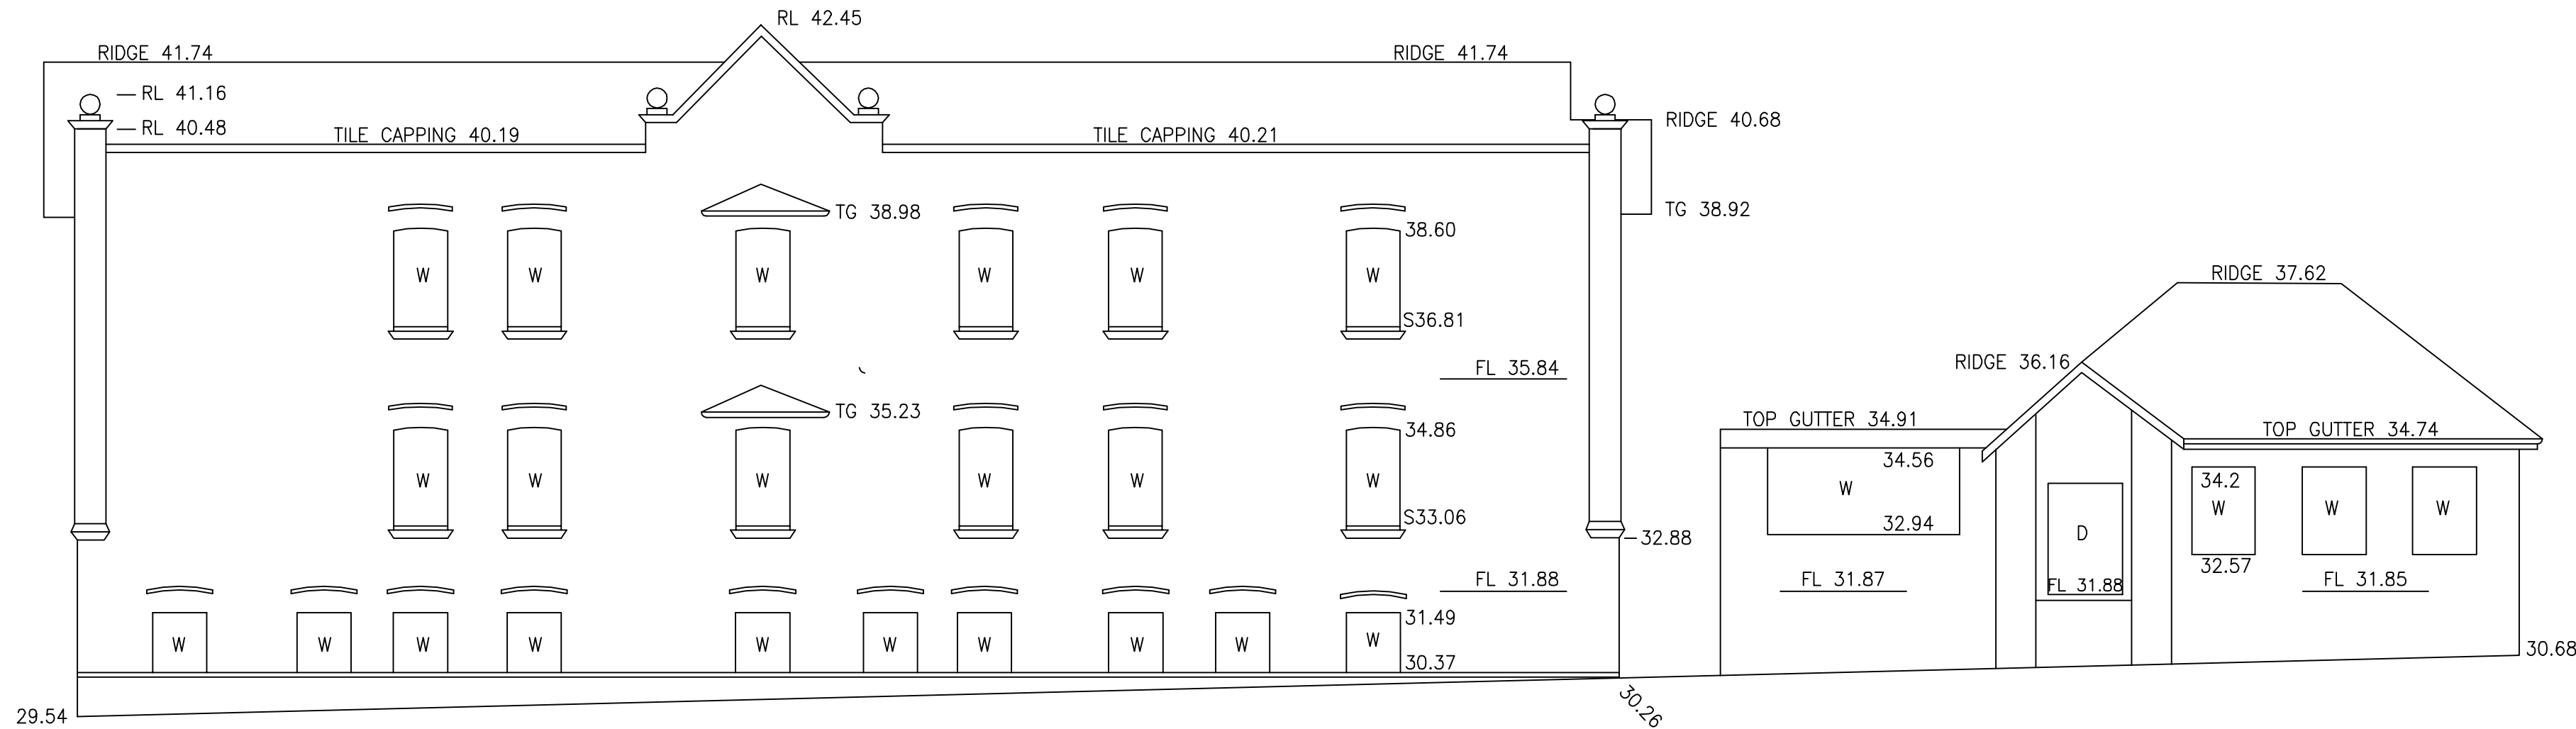 RL 42.45
RIDGE 41.74
RIDGE 41.74
RL 41.16
RL 40.48
TILE CAPPING 40.19
TILE CAPPING 40.21
RIDGE 40.68
TG 38.98
TG 38.92
38.60
W W W W W W
RIDGE 37.62
S36.81
FL 35.84
RIDGE 36.16
TG 35.23
TOP GUTTER 34.91
34.86
TOP GUTTER 34.74
34.56
W W W W W W
W
34.2
W W W
S33.06
32.94
D
32.88
32.57
FL 31.88
FL 31.87
FL 31.88
FL 31.85
31.49
W W W W W W W W W W
30.37
30.68
29.54
30.26